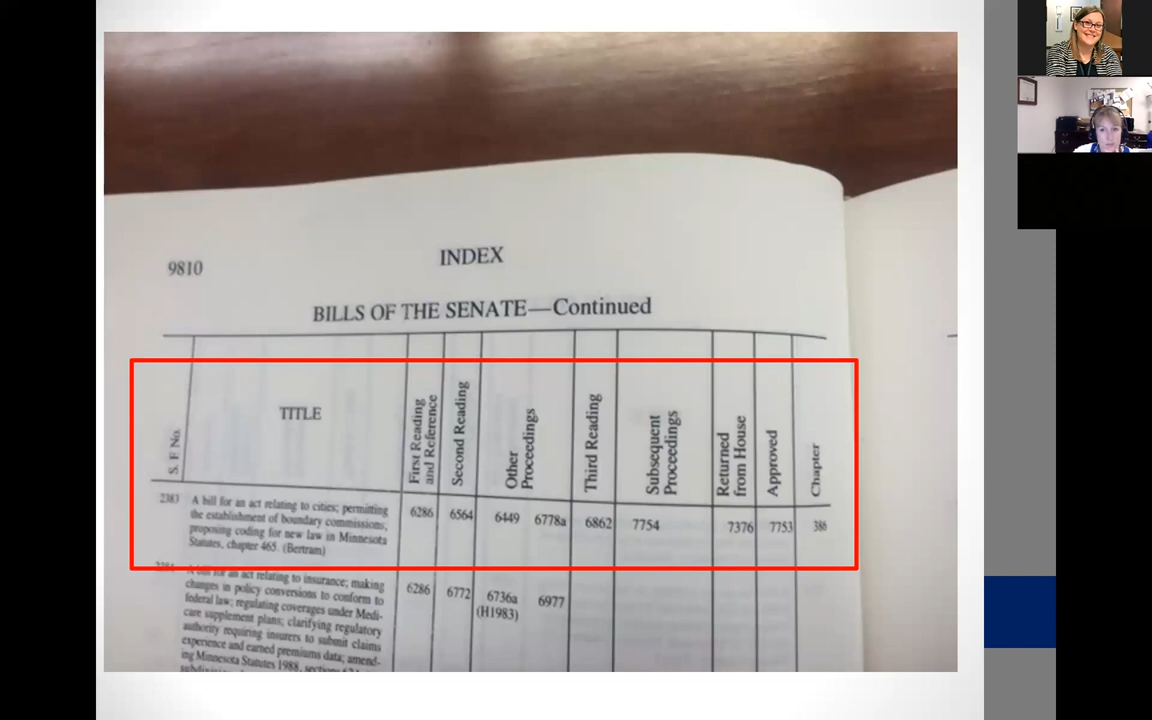 9810
INDEX
BILLS OF THE SENATE—Continued
S. F. No.
TITLE
First Reading
and Reference
Second Reading
Other
Proceedings
Third Reading
Subsequent
Proceedings
Returned
from House
Approved
Chapter
2383 A bill for an act relating to cities; permitting
the establishment of boundary commissions;
proposing coding for new law in Minnesota
Statutes, chapter 465. (Bertram)
6286 6564 6449 6778a 6862 7754 7376 7753 386
A bill for an act relating to insurance; making
changes in policy conversions to conform to
federal law; regulating coverages under Medi-
care supplement plans; clarifying regulatory
authority requiring insurers to submit claims
experience and earned premiums data; amend-
ing Minnesota Statutes 1988, sections
6286 6772 6736a 6977
(H1983)